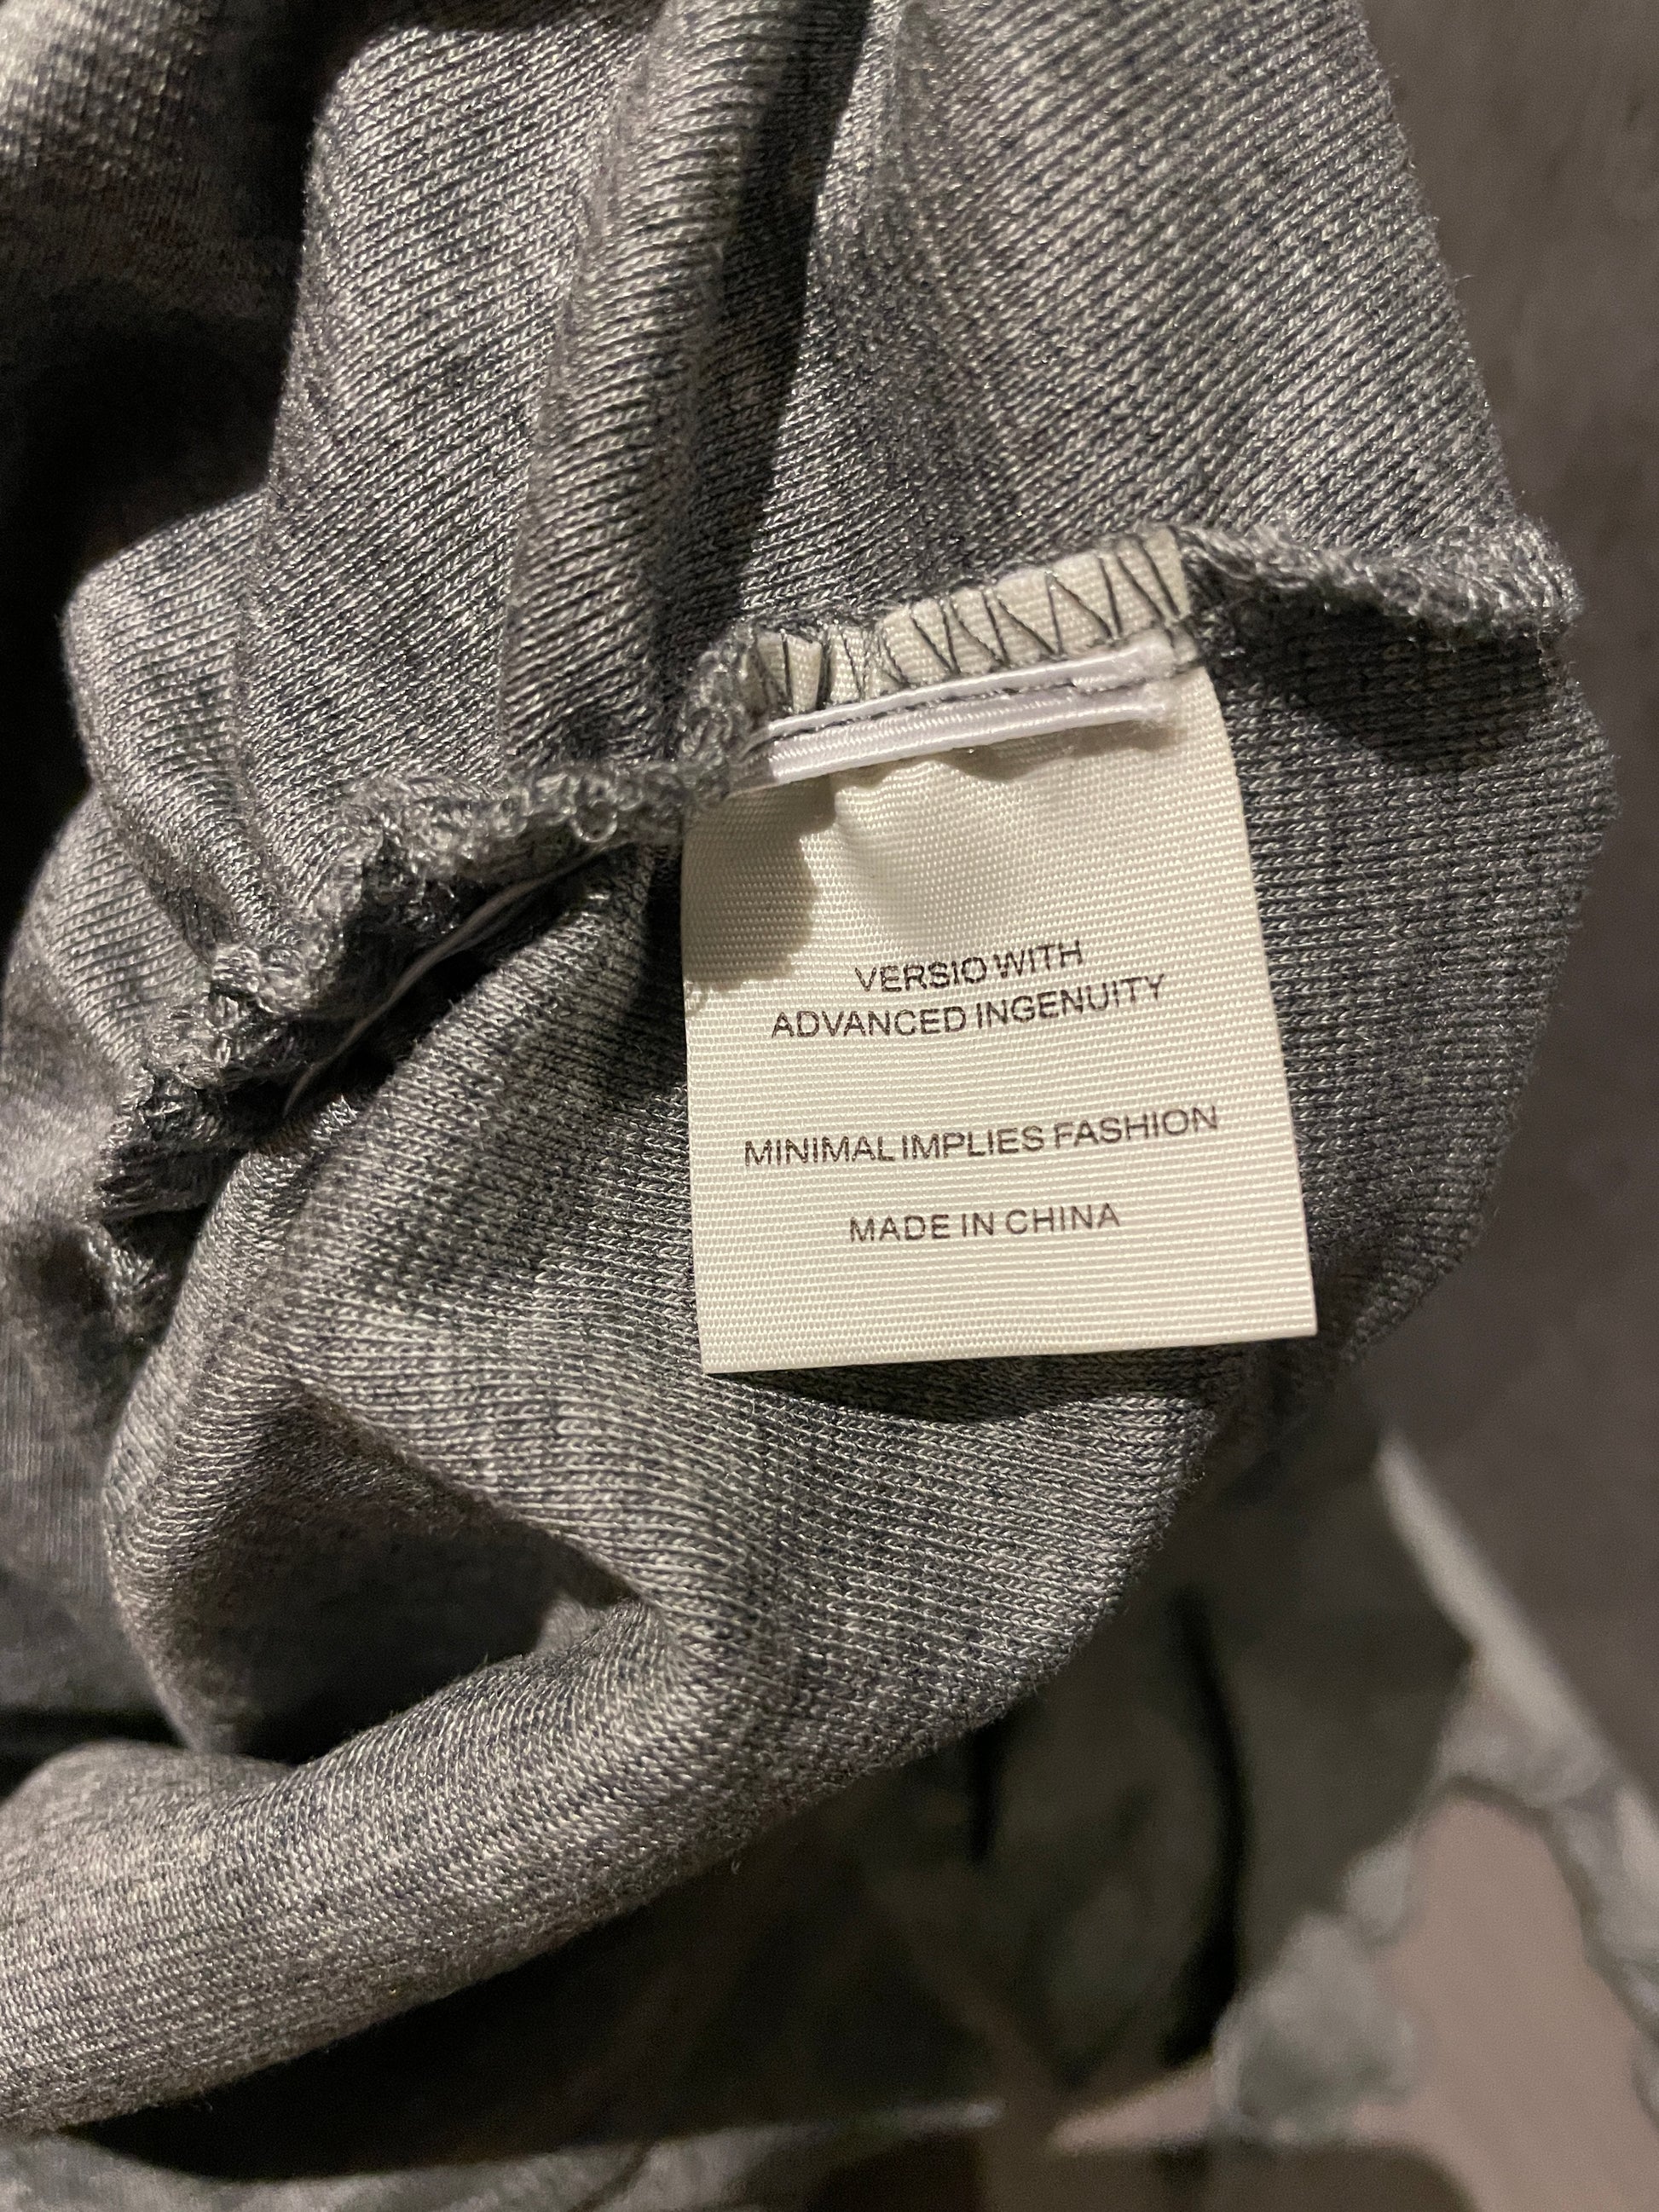 VERSIO WITH
ADVANCED INGENUITY
MINIMAL IMPLIES FASHION
MADE IN CHINA